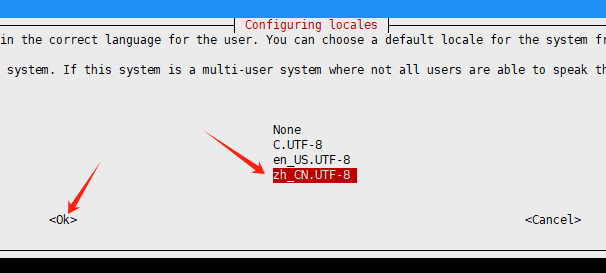 Configuring locales
in the correct language for the user. You can choose a default locale for the system fr
system. If this system is a multi-user system where not all users are able to speak th
None
C.UTF-8
en_US.UTF-8
zh_CN.UTF-8
<Ok> <Cancel>